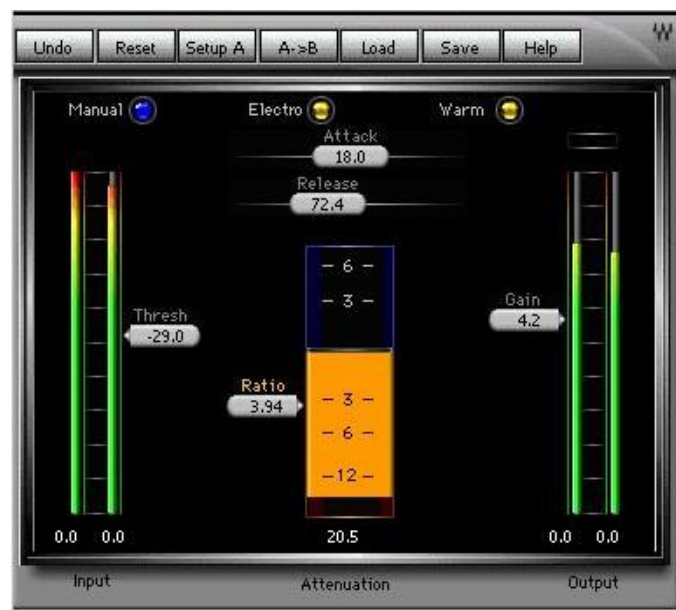 Undo Reset Setup A A->B Load Save Help
Manual Electro Warm
Attack
18.0
Release
72.4
- 6 -
- 3 -
Gain
4.2
Thresh
-29.0
Ratio
3.94
- 3 -
- 6 -
-12-
0.0 0.0 20.5 0.0 0.0
Input Attenuation Output